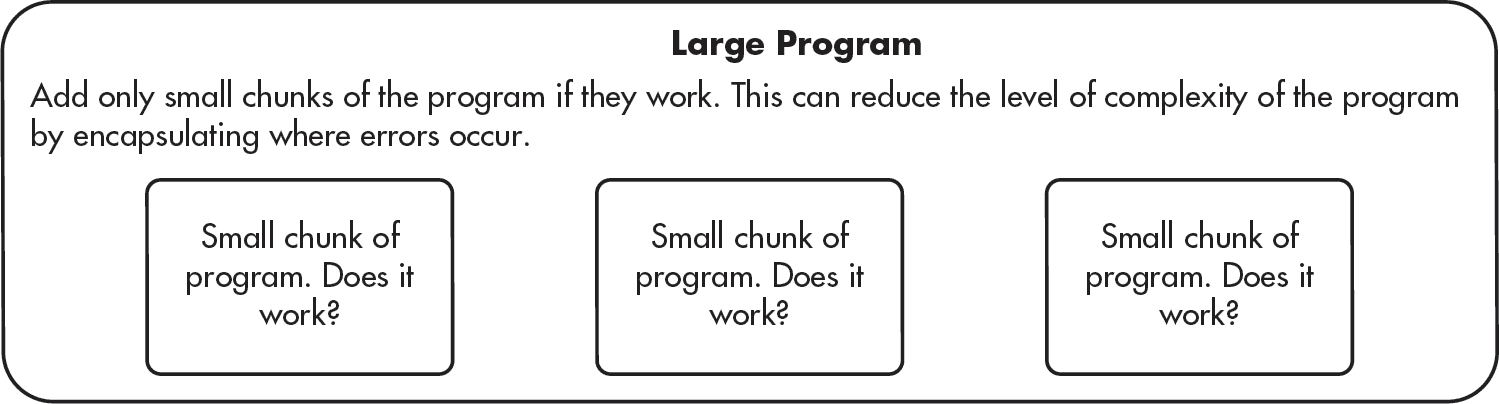 Large Program
Add only small chunks of the program if they work. This can reduce the level of complexity of the program
by encapsulating where errors occur.
Small chunk of
program. Does it
work?
Small chunk of
program. Does it
work?
Small chunk of
program. Does it
work?